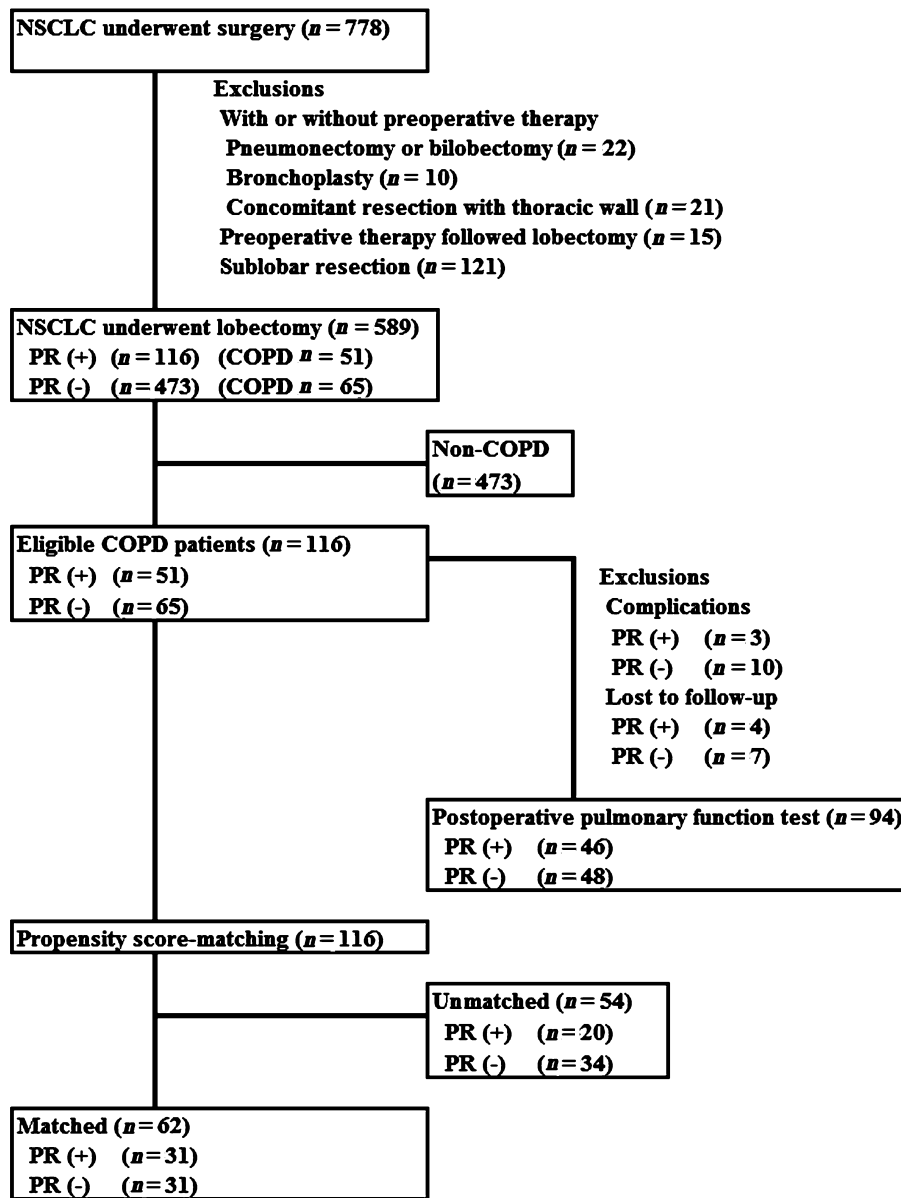 NSCLC underwent surgery (n = 778)
Exclusions
With or without preoperative therapy
Pneumonectomy or bilobectomy (n = 22)
Bronchoplasty (n = 10)
Concomitant resection with thoracic wall (n = 21)
Preoperative therapy followed lobectomy (n = 15)
Sublobar resection (n = 121)
NSCLC underwent lobectomy (n = 589)
PR (+) (n = 116) (COPD n = 51)
PR (-) (n = 473) (COPD n = 65)
Non-COPD
(n = 473)
Eligible COPD patients (n = 116)
PR (+) (n = 51)
PR (-) (n = 65)
Exclusions
Complications
PR (+) (n = 3)
PR (-) (n = 10)
Lost to follow-up
PR (+) (n = 4)
PR (-) (n = 7)
Postoperative pulmonary function test (n = 94)
PR (+) (n = 46)
PR (-) (n = 48)
Propensity score-matching (n = 116)
Unmatched (n = 54)
PR (+) (n = 20)
PR (-) (n = 34)
Matched (n = 62)
PR (+) (n = 31)
PR (-) (n = 31)